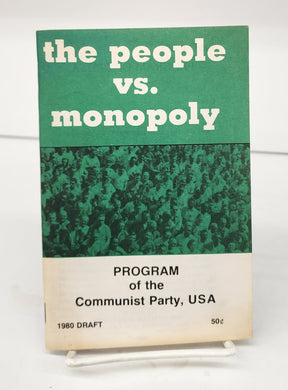 the people
vs.
monopoly
PROGRAM
of the
Communist Party, USA
1980 DRAFT 50¢